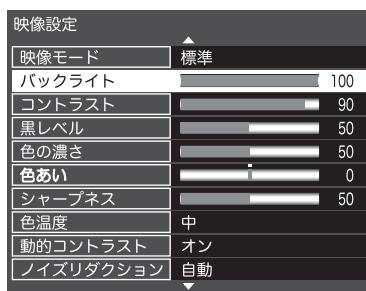 映像設定
映像モード 標準
バックライト 100
コントラスト 90
黒レベル 50
色の濃さ 50
色あい 0
シャープネス 50
色温度 中
動的コントラスト オン
ノイズリダクション 自動